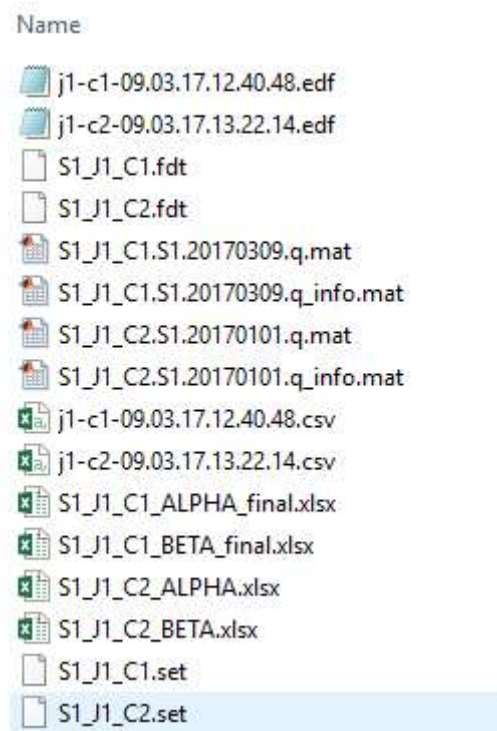 Name
j1-c1-09.03.17.12.40.48.edf
j1-c2-09.03.17.13.22.14.edf
S1_J1_C1.fdt
S1_J1_C2.fdt
S1_J1_C1.S1.20170309.q.mat
S1_J1_C1.S1.20170309.q_info.mat
S1_J1_C2.S1.20170101.q.mat
S1_J1_C2.S1.20170101.q_info.mat
j1-c1-09.03.17.12.40.48.csv
j1-c2-09.03.17.13.22.14.csv
S1_J1_C1_ALPHA_final.xlsx
S1_J1_C1_BETA_final.xlsx
S1_J1_C2_ALPHA.xlsx
S1_J1_C2_BETA.xlsx
S1_J1_C1.set
S1_J1_C2.set